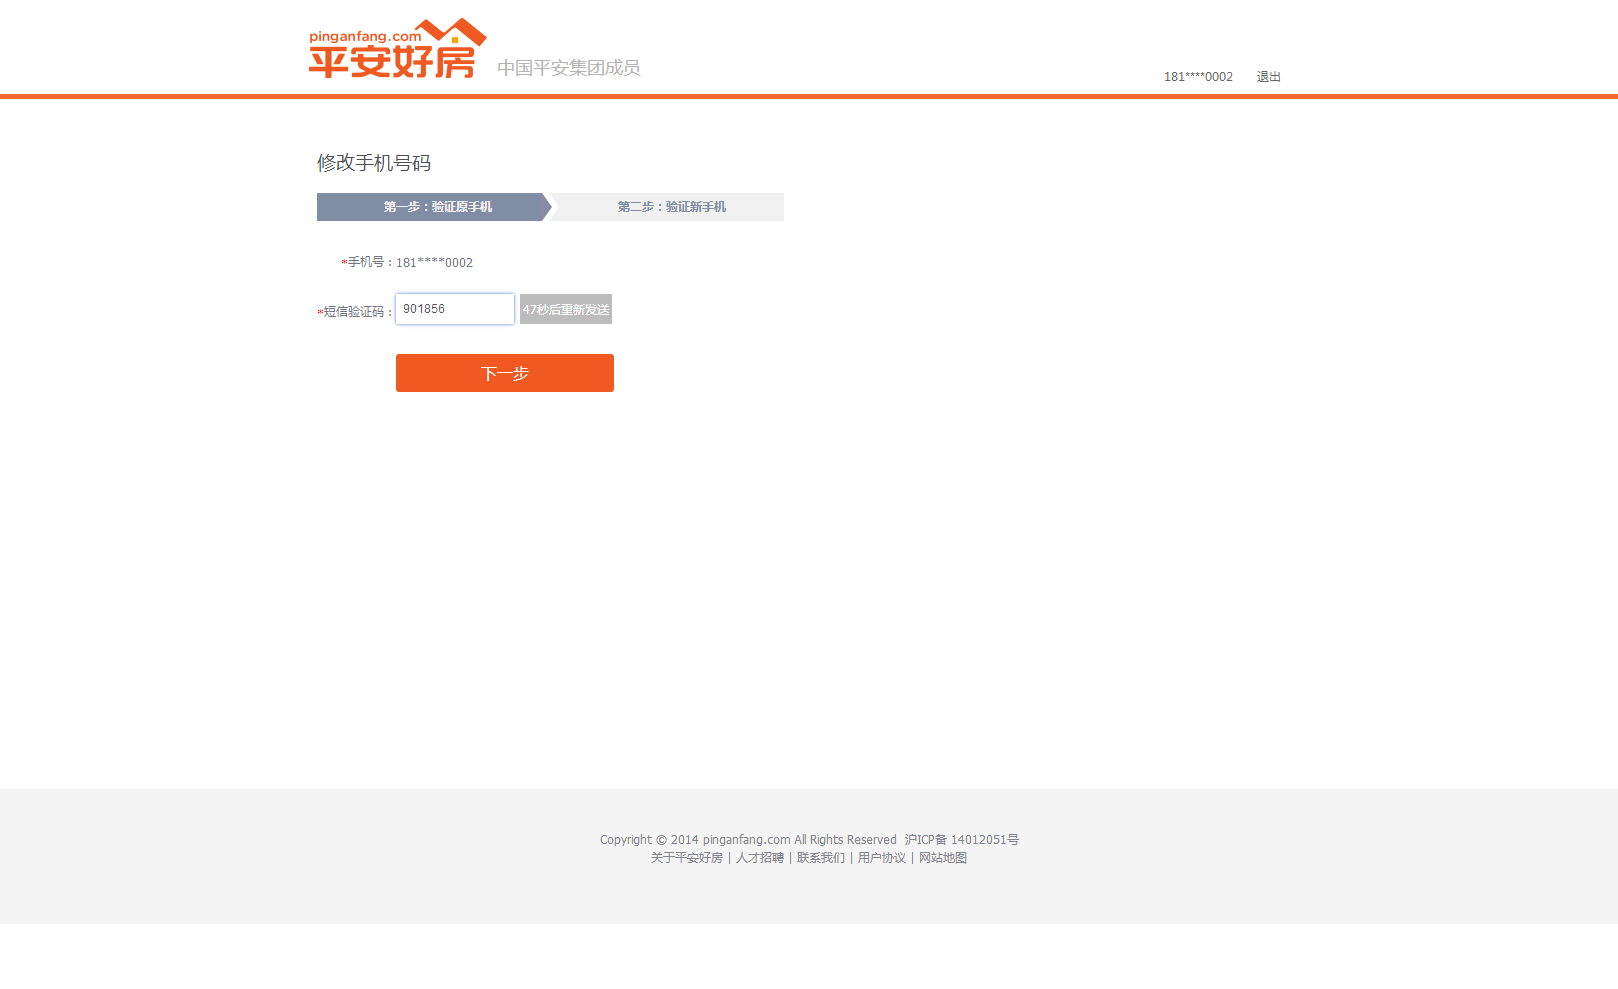 pinganfang.com
平安好房 中国平安集团成员
181****0002 退出
修改手机号码
第一步：验证原手机 第二步：验证新手机
*手机号：181****0002
*短信验证码：901856 47秒后重新发送
下一步
Copyright © 2014 pinganfang.com All Rights Reserved 沪ICP备 14012051号
关于平安好房 | 人才招聘 | 联系我们 | 用户协议 | 网站地图